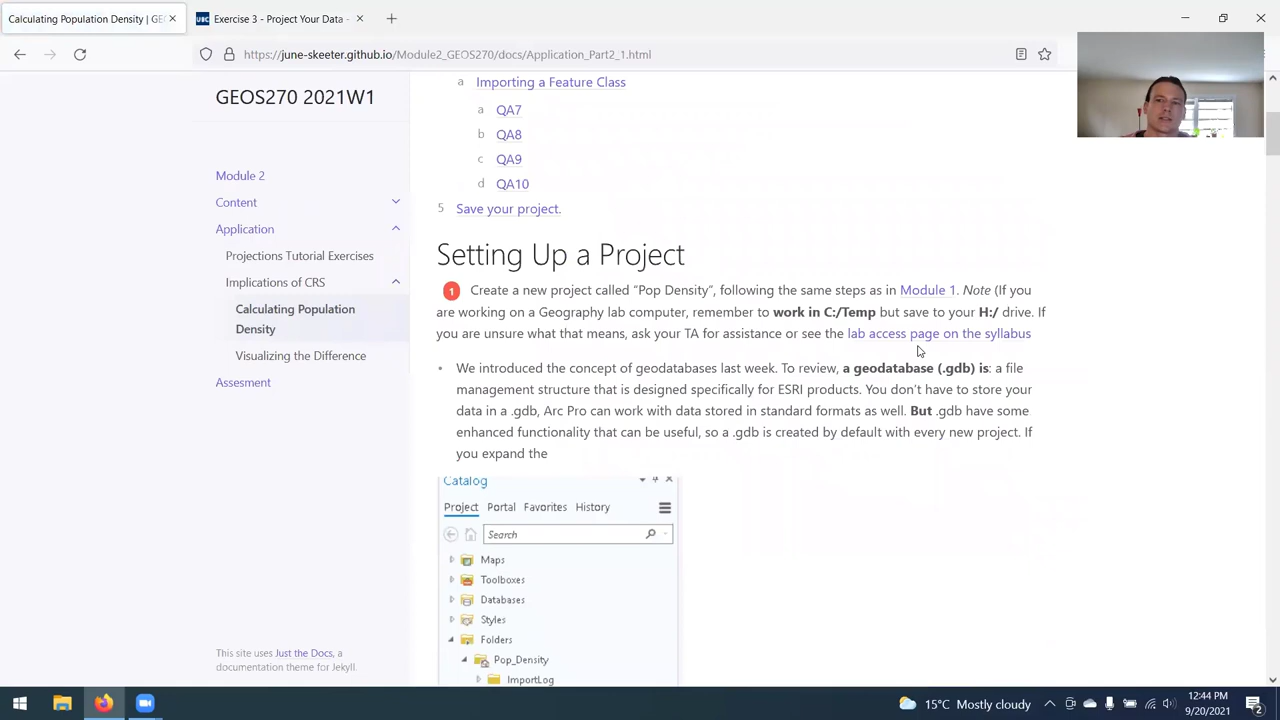 Calculating Population Density | GE
Exercise 3 - Project Your Data -
https://june-skeeter.github.io/Module2_GEOS270/docs/Application_Part2_1.html
GEOS270 2021W1
Module 2
Content
Application
Projections Tutorial Exercises
Implications of CRS
Calculating Population
Density
Visualizing the Difference
Assesment
This site uses Just the Docs, a
documentation theme for Jekyll.
a Importing a Feature Class
a QA7
b QA8
c QA9
d QA10
5 Save your project.
Setting Up a Project
1 Create a new project called “Pop Density”, following the same steps as in Module 1. Note (If you
are working on a Geography lab computer, remember to work in C:/Temp but save to your H:/ drive. If
you are unsure what that means, ask your TA for assistance or see the lab access page on the syllabus
• We introduced the concept of geodatabases last week. To review, a geodatabase (.gdb) is: a file
management structure that is designed specifically for ESRI products. You don’t have to store your
data in a .gdb, Arc Pro can work with data stored in standard formats as well. But .gdb have some
enhanced functionality that can be useful, so a .gdb is created by default with every new project. If
you expand the
Catalog
Project Portal Favorites History
Search
Maps
Toolboxes
Databases
Styles
Folders
Pop_Density
ImportLog
15°C Mostly cloudy
12:44 PM
9/20/2021
2